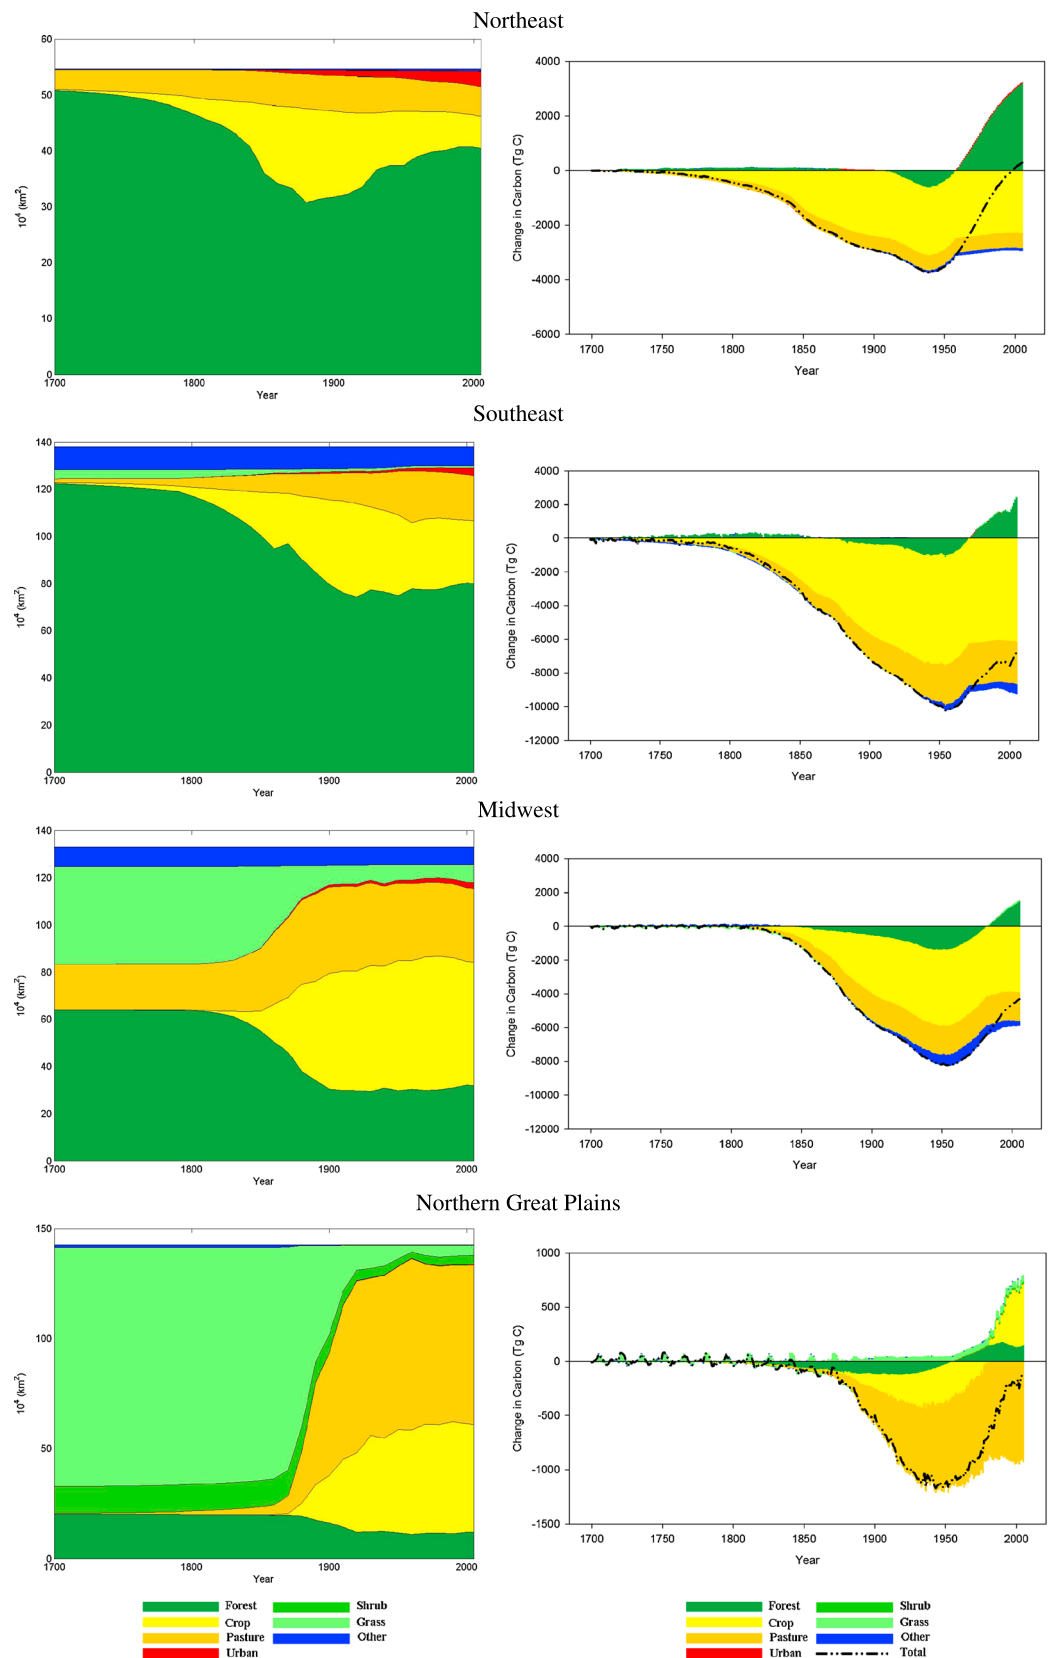 Northeast
60
50
40
30
20
10
0
10⁴ (km²)
1700
1800
1900
2000
Year
4000
2000
0
-2000
-4000
-6000
Change in Carbon (Tg C)
1700
1750
1800
1850
1900
1950
2000
Year
Southeast
140
120
100
80
60
40
20
0
10⁴ (km²)
1700
1800
1900
2000
Year
4000
2000
0
-2000
-4000
-6000
-8000
-10000
-12000
Change in Carbon (Tg C)
1700
1750
1800
1850
1900
1950
2000
Year
Midwest
140
120
100
80
60
40
20
0
10⁴ (km²)
1700
1800
1900
2000
Year
4000
2000
0
-2000
-4000
-6000
-8000
-10000
-12000
Change in Carbon (Tg C)
1700
1750
1800
1850
1900
1950
2000
Year
Northern Great Plains
150
100
50
0
10⁴ (km²)
1700
1800
1900
2000
Year
1000
500
0
-500
-1000
-1500
Change in Carbon (Tg C)
1700
1750
1800
1850
1900
1950
2000
Year
Forest
Crop
Pasture
Urban
Shrub
Grass
Other
Forest
Crop
Pasture
Urban
Shrub
Grass
Other
Total